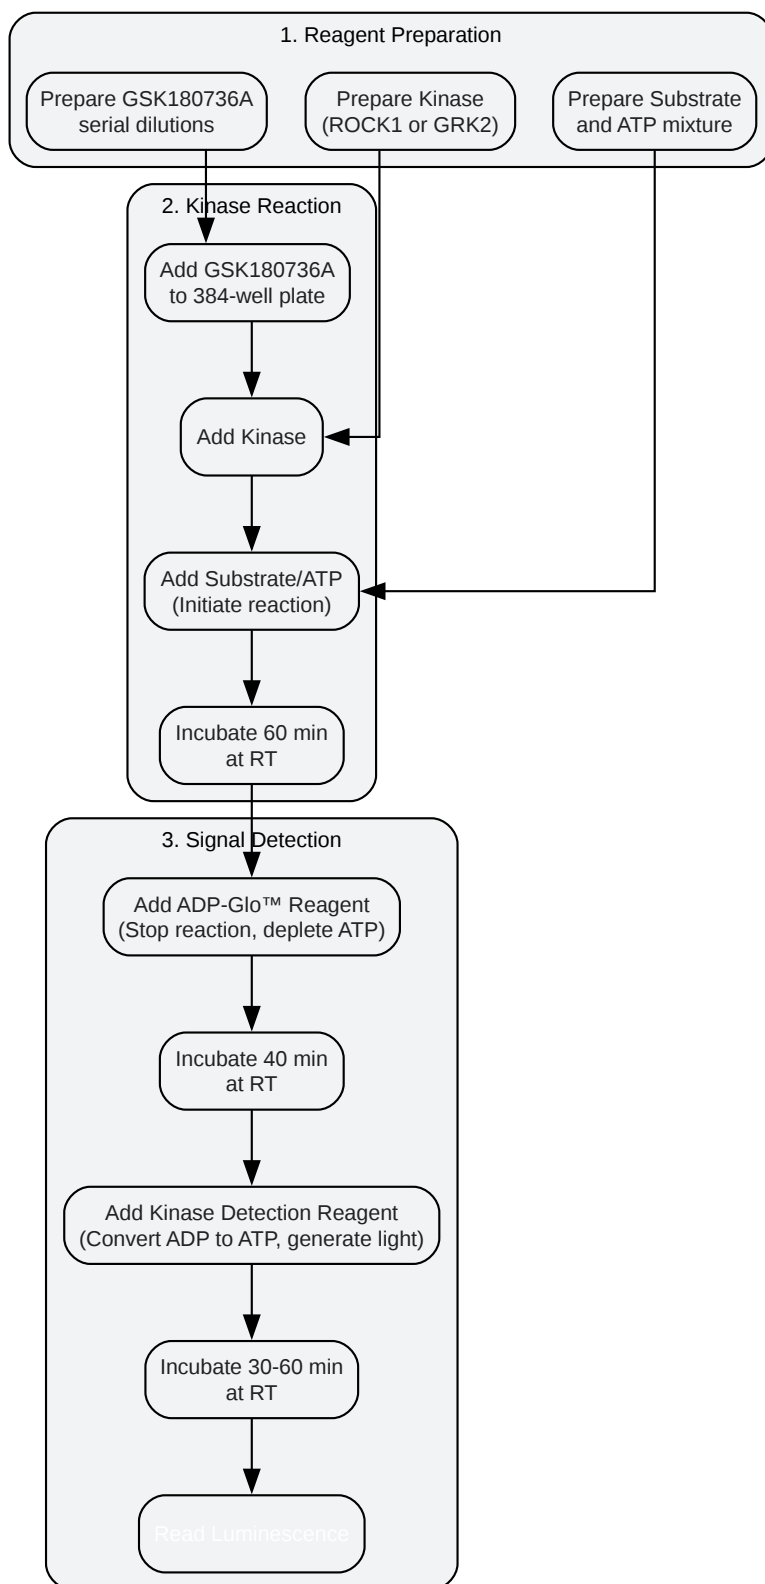 1. Reagent Preparation
Prepare GSK180736A
serial dilutions
Prepare Kinase
(ROCK1 or GRK2)
Prepare Substrate
and ATP mixture
2. Kinase Reaction
Add GSK180736A
to 384-well plate
Add Kinase
Add Substrate/ATP
(Initiate reaction)
Incubate 60 min
at RT
3. Signal Detection
Add ADP-Glo™ Reagent
(Stop reaction, deplete ATP)
Incubate 40 min
at RT
Add Kinase Detection Reagent
(Convert ADP to ATP, generate light)
Incubate 30-60 min
at RT
Read Luminescence